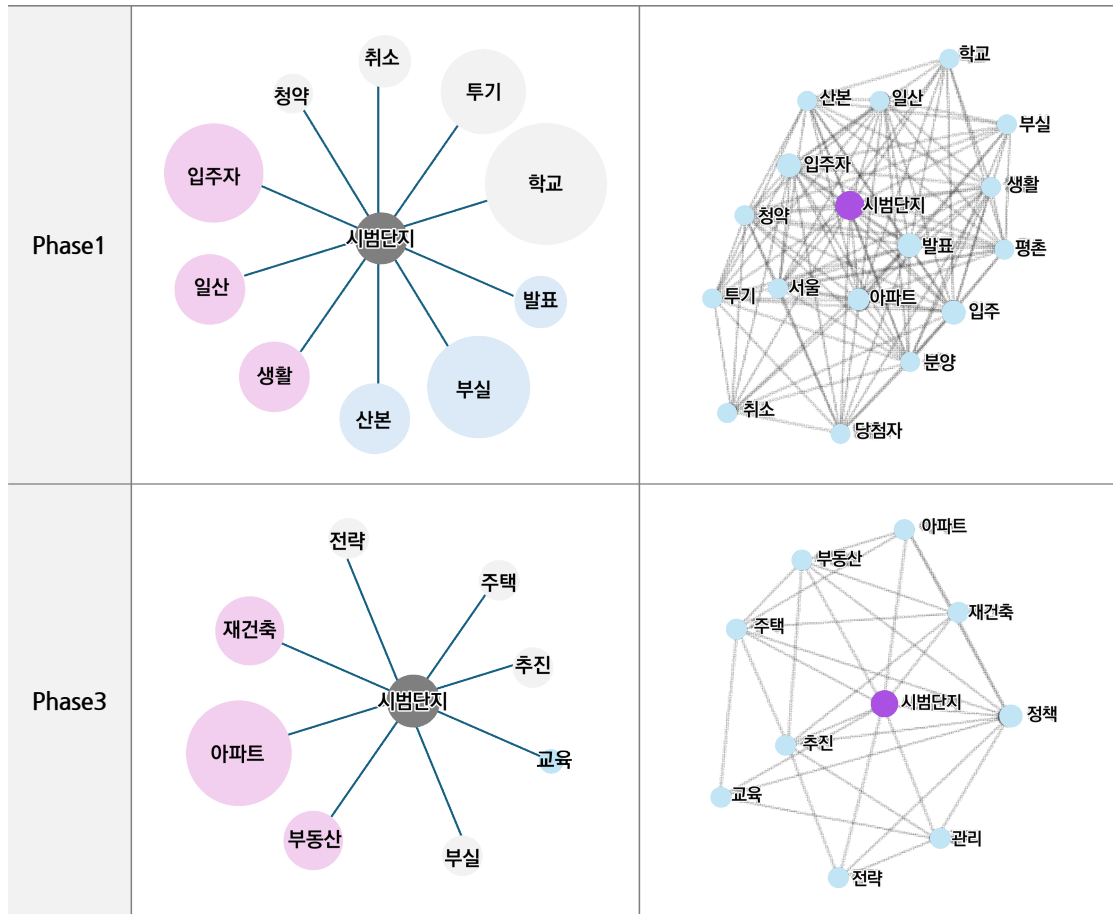 Phase1
취소
청약
투기
입주자
학교
시범단지
일산
발표
생활
부실
산본
학교
산본
일산
부실
입주자
생활
시범단지
청약
발표
평촌
서울
투기
아파트
입주
분양
취소
당첨자
Phase3
전략
주택
재건축
추진
시범단지
아파트
교육
부동산
부실
아파트
부동산
재건축
주택
시범단지
정책
추진
교육
관리
전략